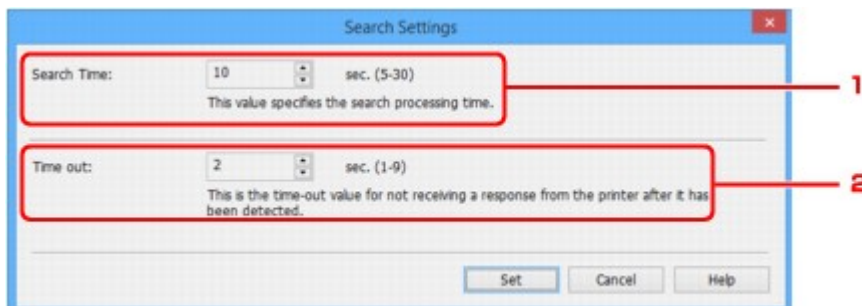 Search Settings
Search Time: 10 sec. (5-30)
This value specifies the search processing time.
1
Time out: 2 sec. (1-9)
This is the time-out value for not receiving a response from the printer after it has
been detected.
2
Set Cancel Help